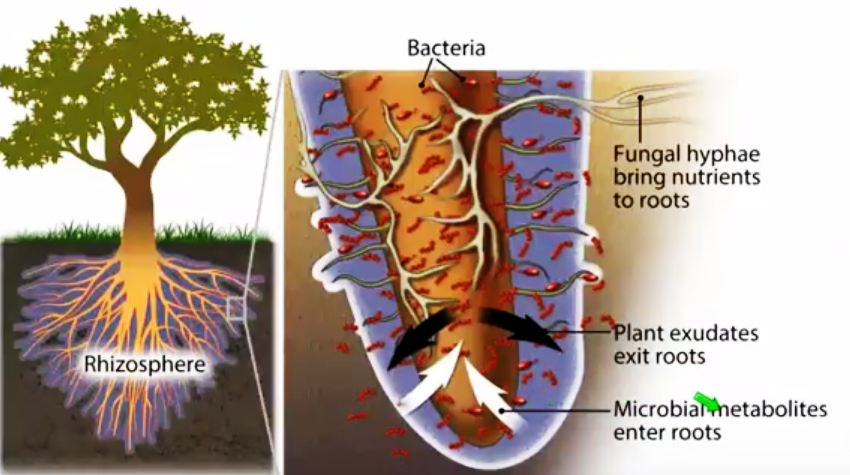 Bacteria
Fungal hyphae
bring nutrients
to roots
Rhizosphere
Plant exudates
exit roots
Microbial metabolites
enter roots